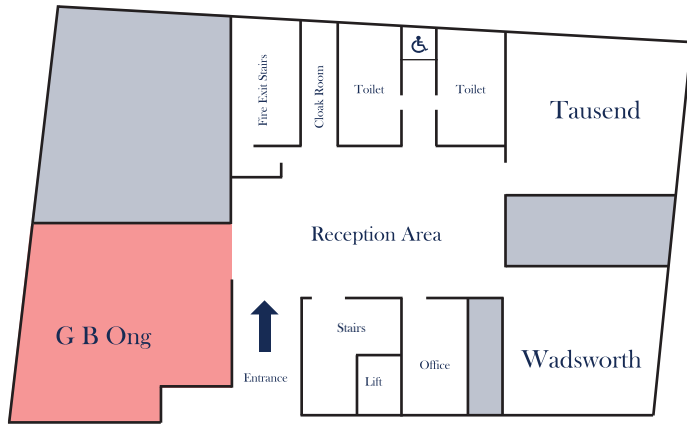 Fire Exit Stairs
Cloak Room
Toilet
Toilet
Tausend
Reception Area
G B Ong
Entrance
Stairs
Lift
Office
Wadsworth